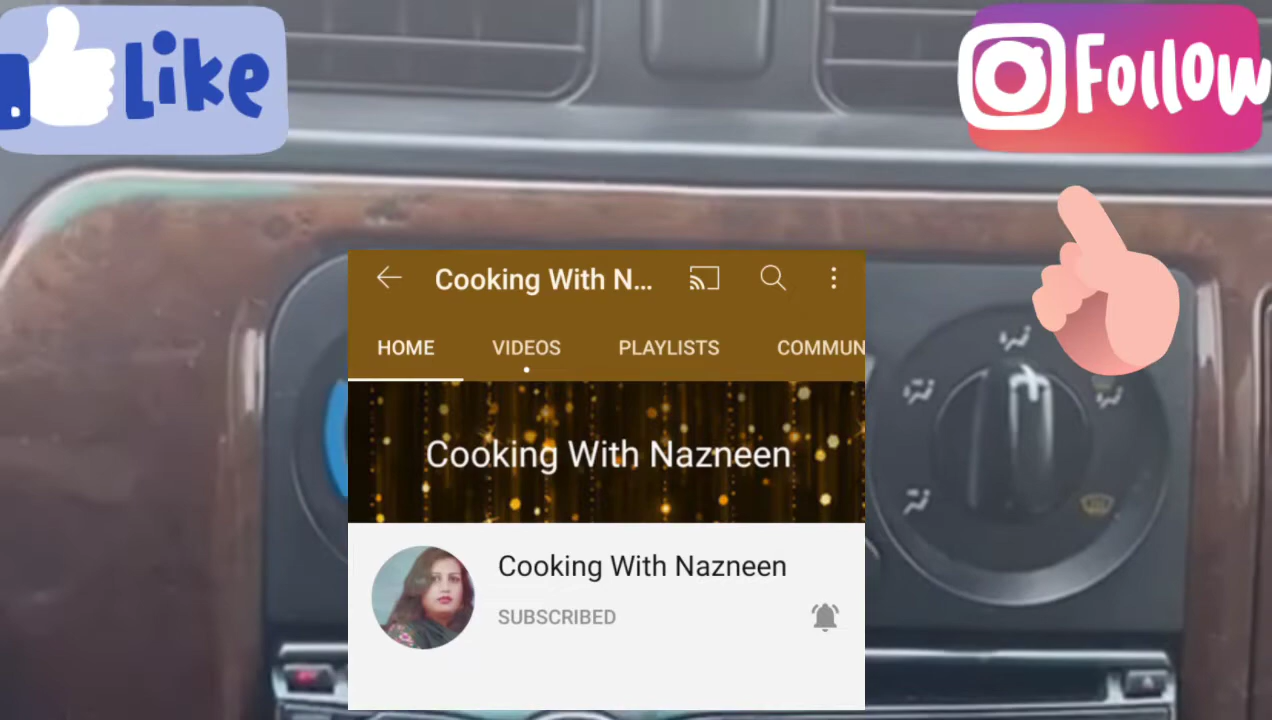 Like
Follow
Cooking With N...
HOME VIDEOS PLAYLISTS COMMUN
Cooking With Nazneen
Cooking With Nazneen
SUBSCRIBED